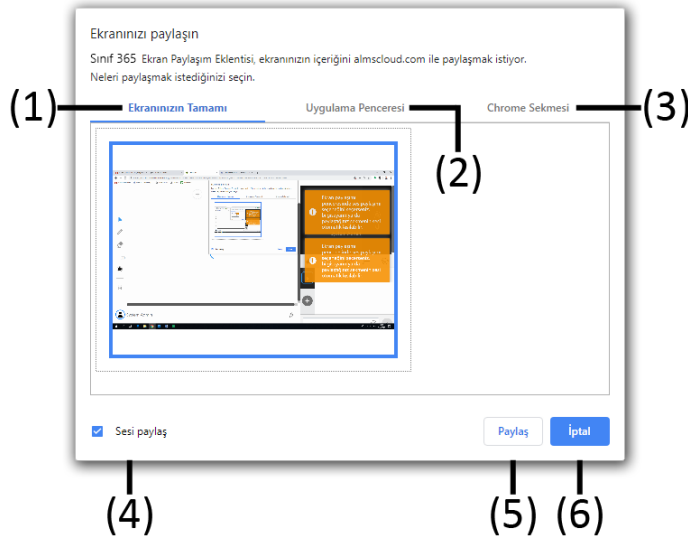 Ekranınızı paylaşın
Sınıf 365 Ekran Paylaşım Eklentisi, ekranınızın içeriğini almscloud.com ile paylaşmak istiyor.
Neleri paylaşmak istediğinizi seçin.
(1) Ekranınızın Tamamı Uygulama Penceresi Chrome Sekmesi (3)
(2)
Sesi paylaş Paylaş İptal
(4) (5) (6)